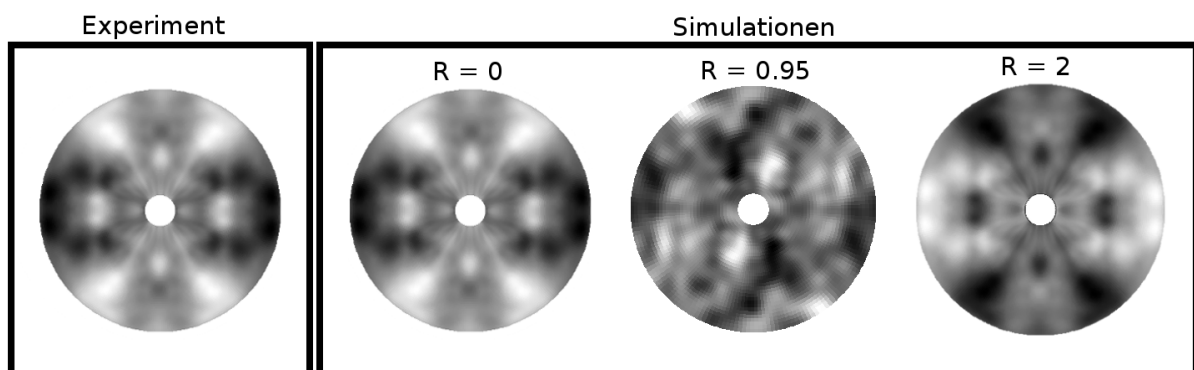 Experiment
Simulationen
R = 0
R = 0.95
R = 2